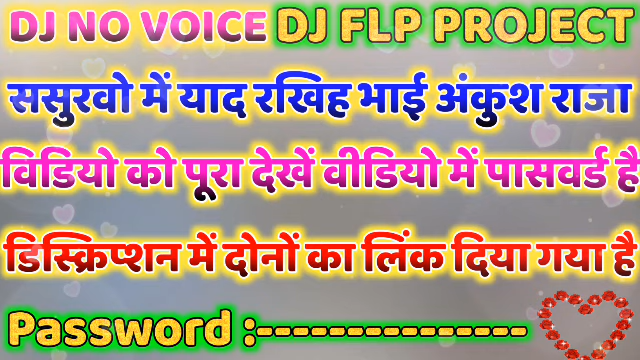 DJ NO VOICE DJ FLP PROJECT
ससुरवो में याद रखिह भाई अंकुश राजा
विडियो को पूरा देखें वीडियो में पासवर्ड है
डिस्क्रिप्शन में दोनों का लिंक दिया गया है
Password :---------------